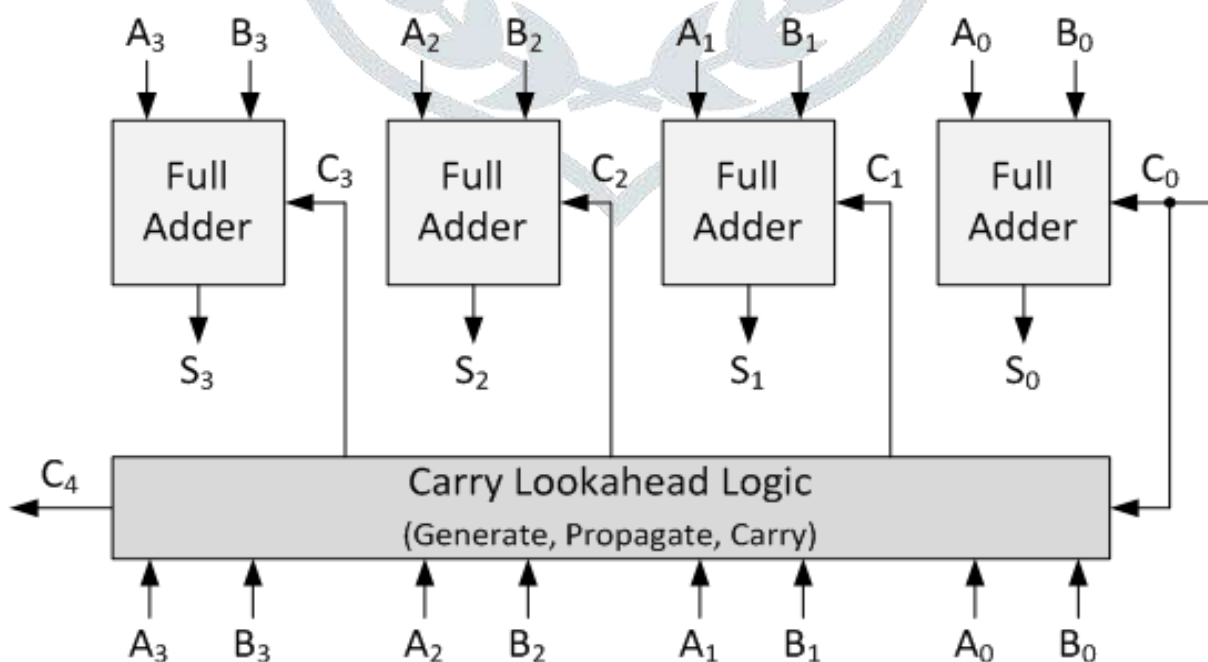 A₃ B₃ A₂ B₂ A₁ B₁ A₀ B₀
Full Adder C₃ Full Adder C₂ Full Adder C₁ Full Adder C₀
S₃ S₂ S₁ S₀
C₄
Carry Lookahead Logic
(Generate, Propagate, Carry)
A₃ B₃ A₂ B₂ A₁ B₁ A₀ B₀